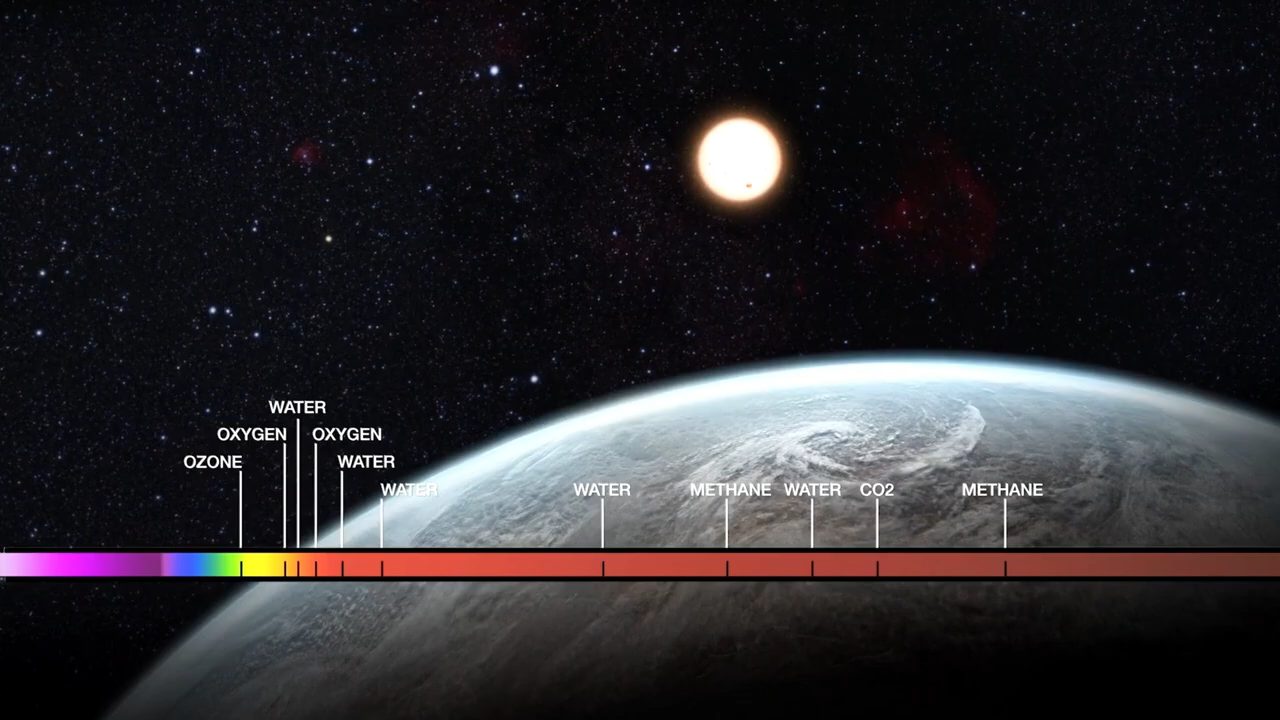 WATER
OXYGEN OXYGEN
OZONE WATER
WATER WATER METHANE WATER CO2 METHANE